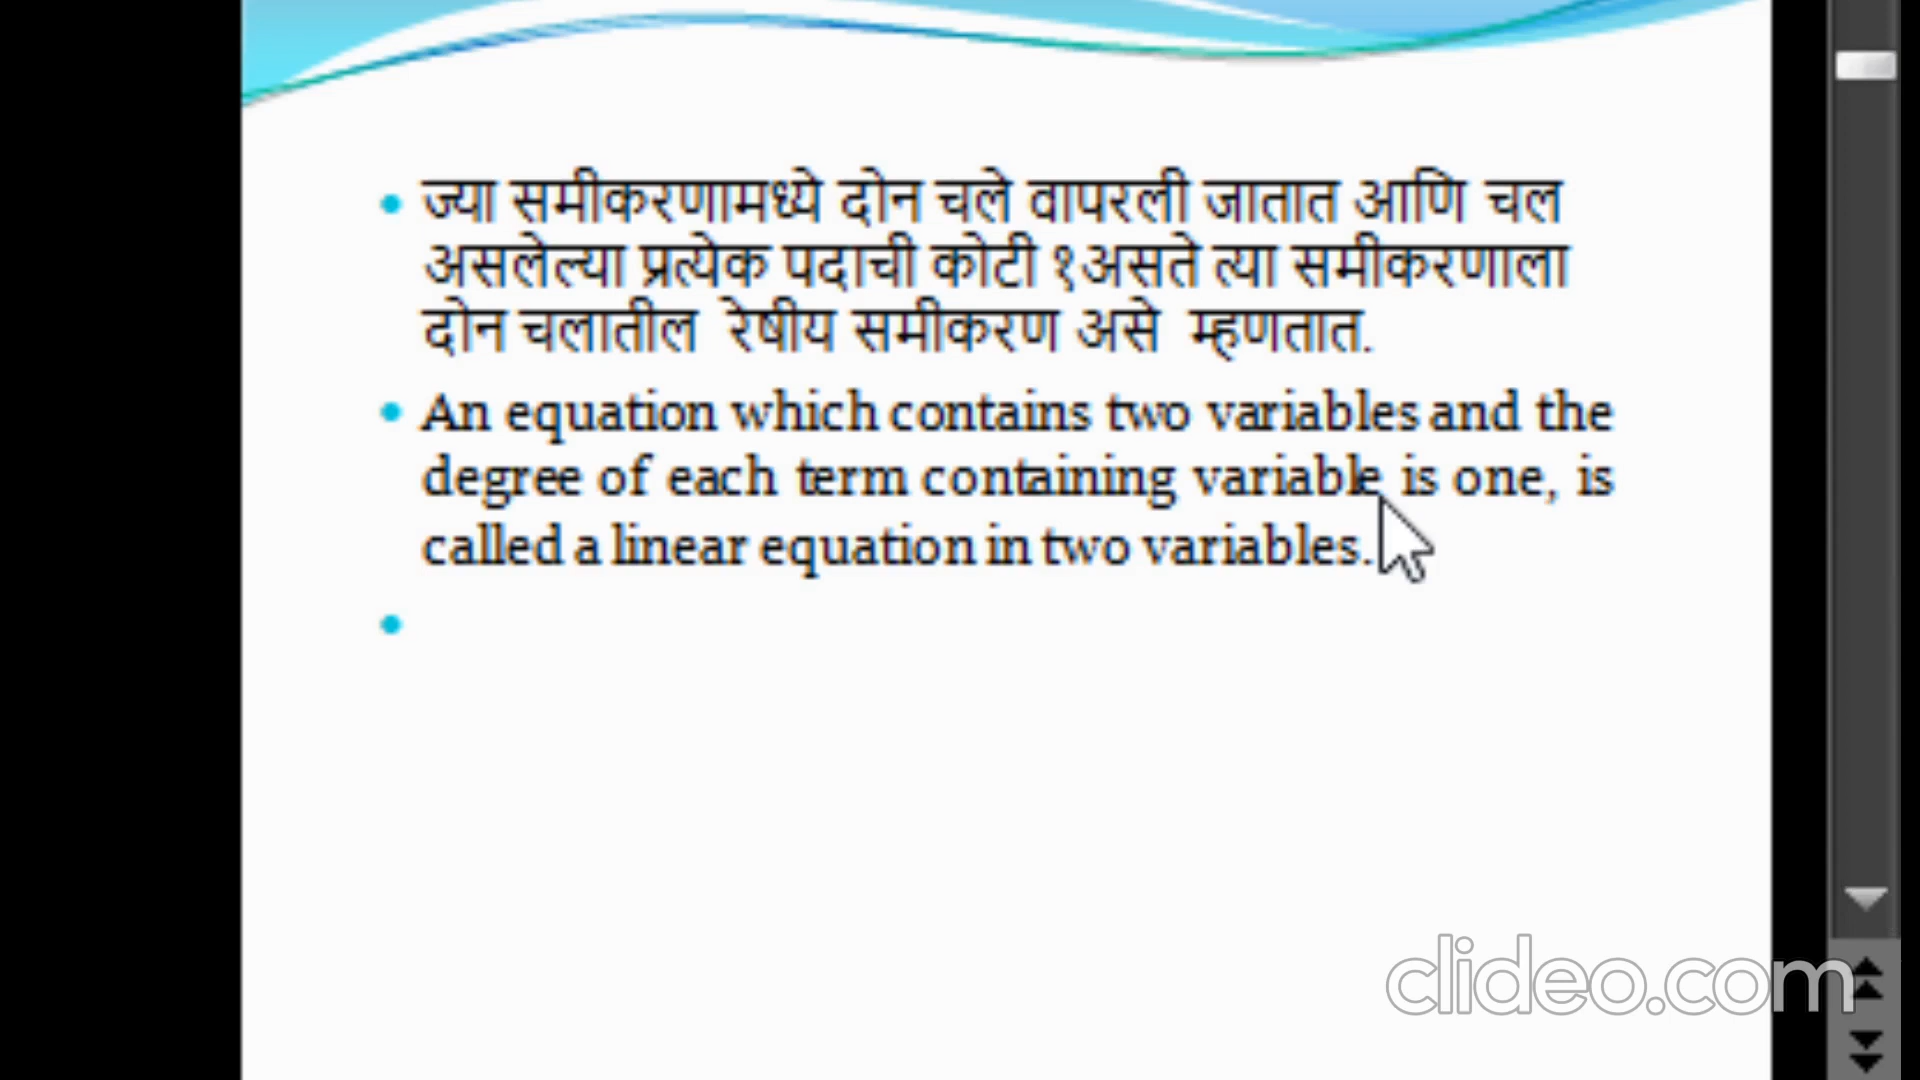 ज्या समीकरणामध्ये दोन चले वापरली जातात आणि चल
असलेल्या प्रत्येक पदाची कोटी १असते त्या समीकरणाला
दोन चलातील रेषीय समीकरण असे म्हणतात.
An equation which contains two variables and the
degree of each term containing variable is one, is
called a linear equation in two variables.
clideo.com